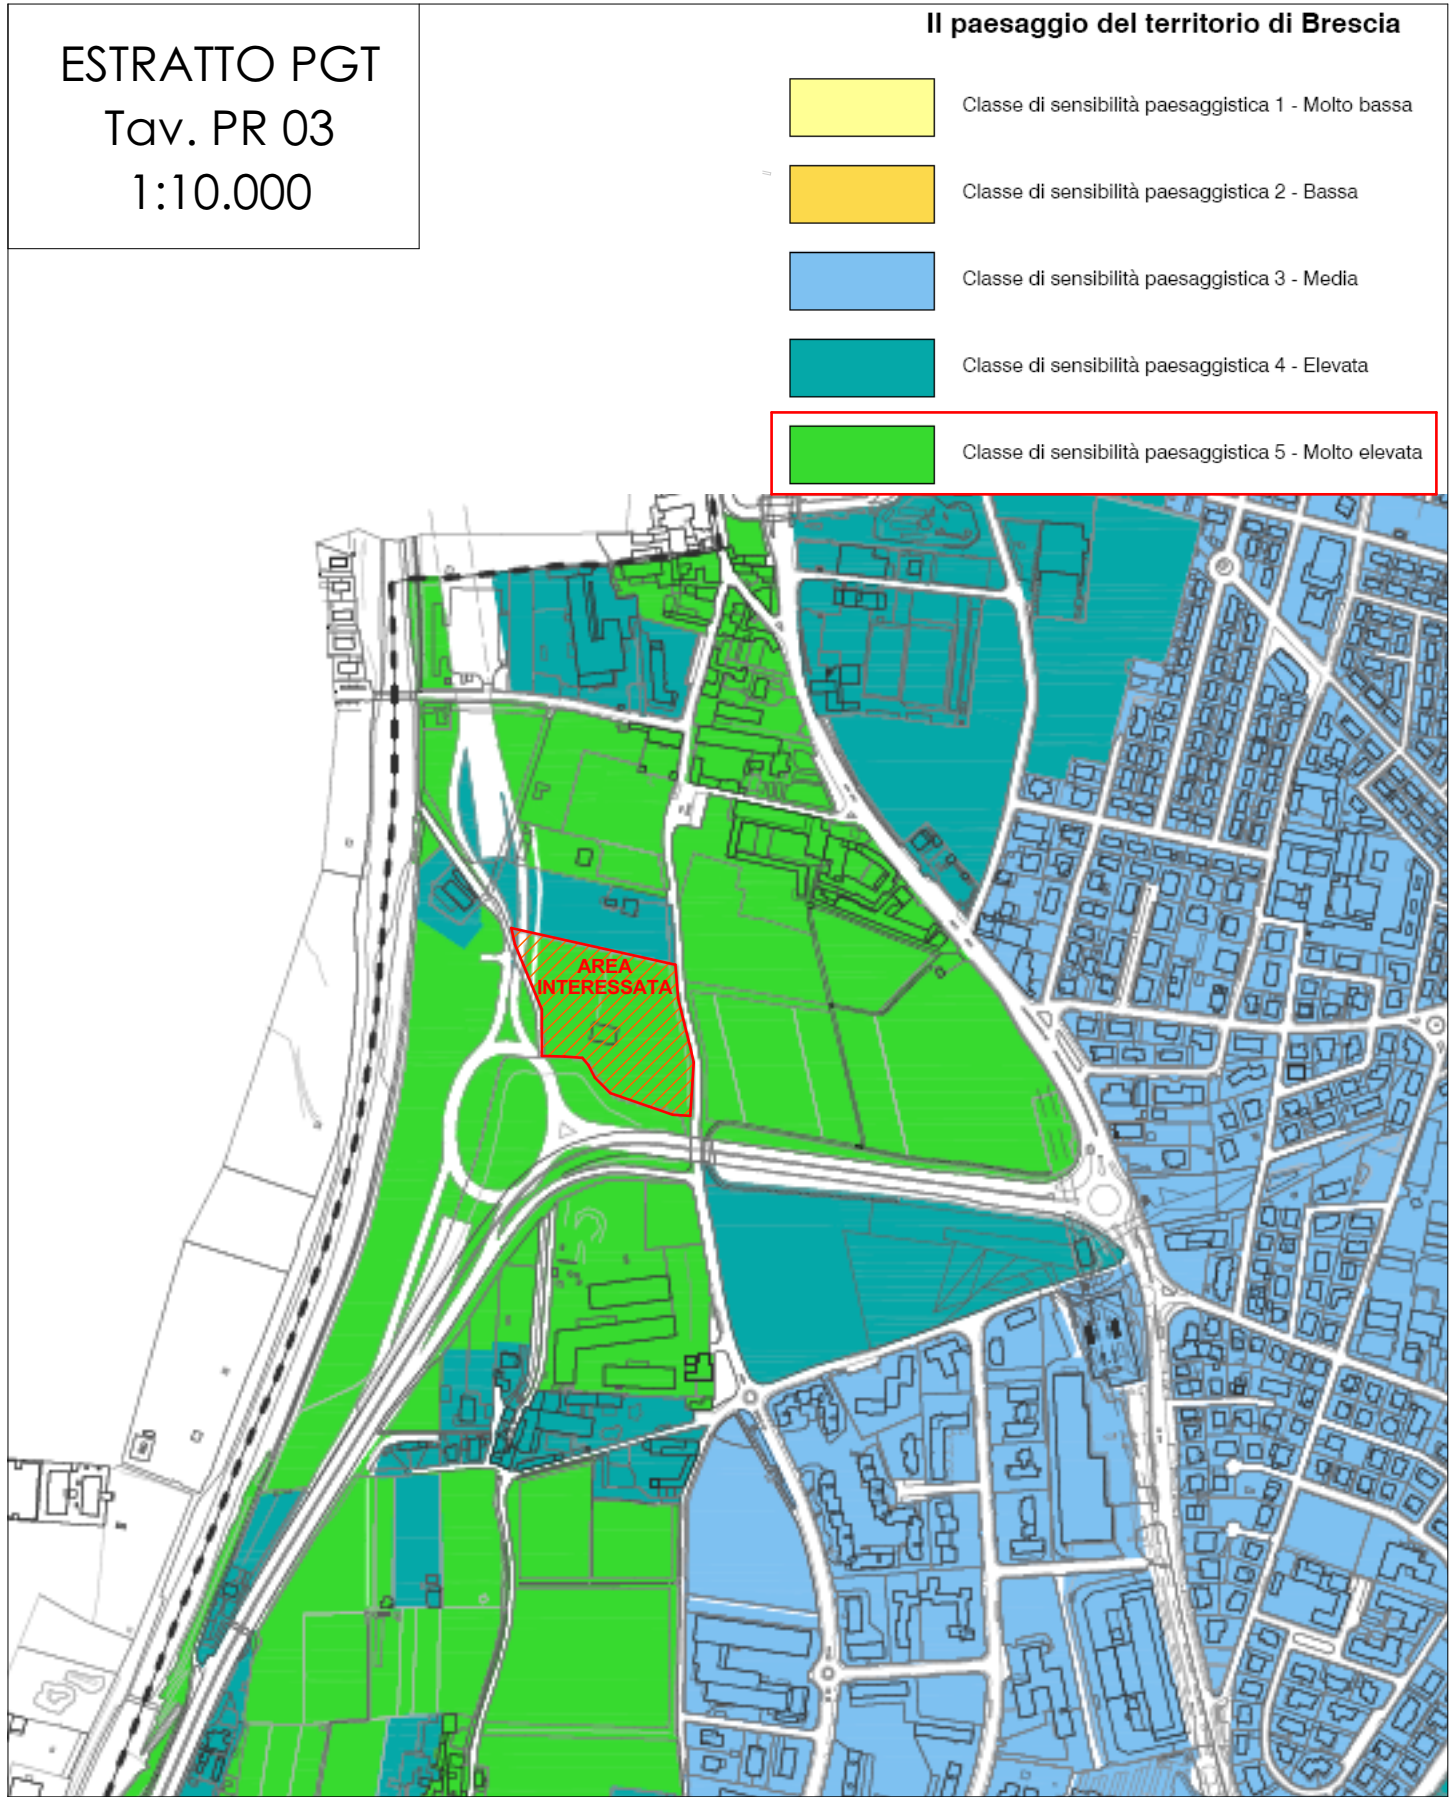 ESTRATTO PGT
Tav. PR 03
1:10.000
Il paesaggio del territorio di Brescia
Classe di sensibilità paesaggistica 1 - Molto bassa
Classe di sensibilità paesaggistica 2 - Bassa
Classe di sensibilità paesaggistica 3 - Media
Classe di sensibilità paesaggistica 4 - Elevata
Classe di sensibilità paesaggistica 5 - Molto elevata
AREA
INTERESSATA